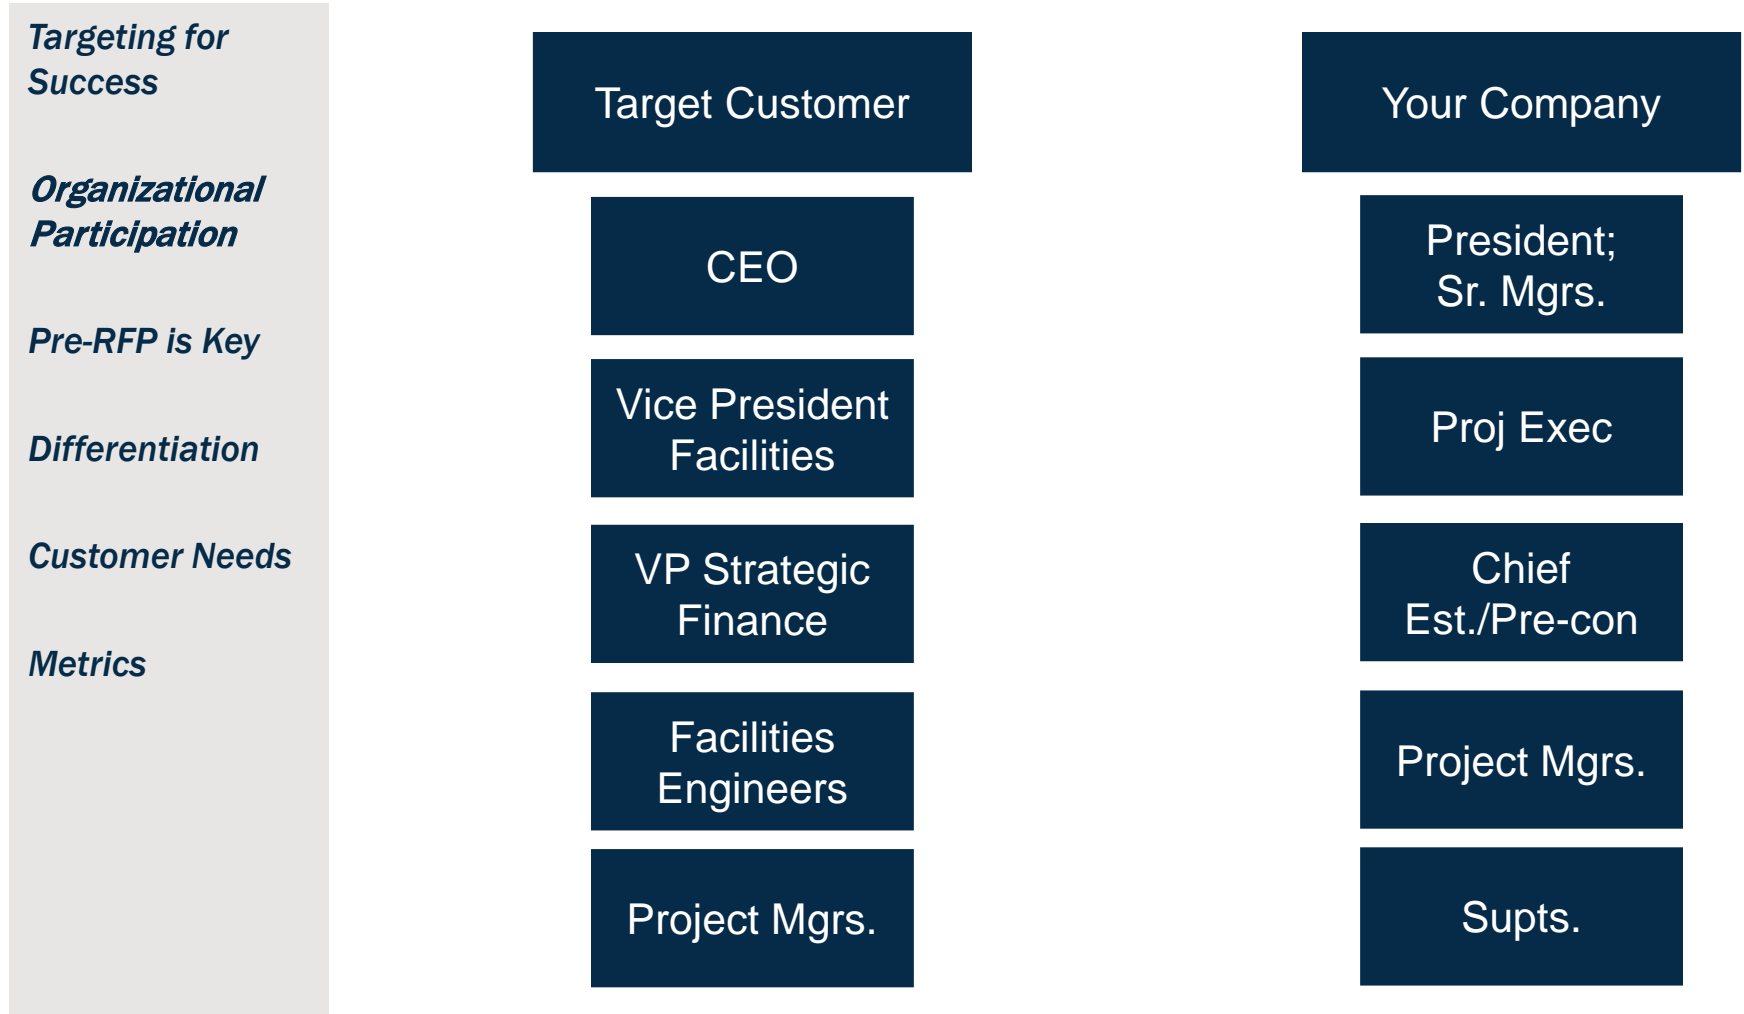 Targeting for
Success
Organizational
Participation
Pre-RFP is Key
Differentiation
Customer Needs
Metrics
Target Customer
CEO
Vice President
Facilities
VP Strategic
Finance
Facilities
Engineers
Project Mgrs.
Your Company
President;
Sr. Mgrs.
Proj Exec
Chief
Est./Pre-con
Project Mgrs.
Supts.